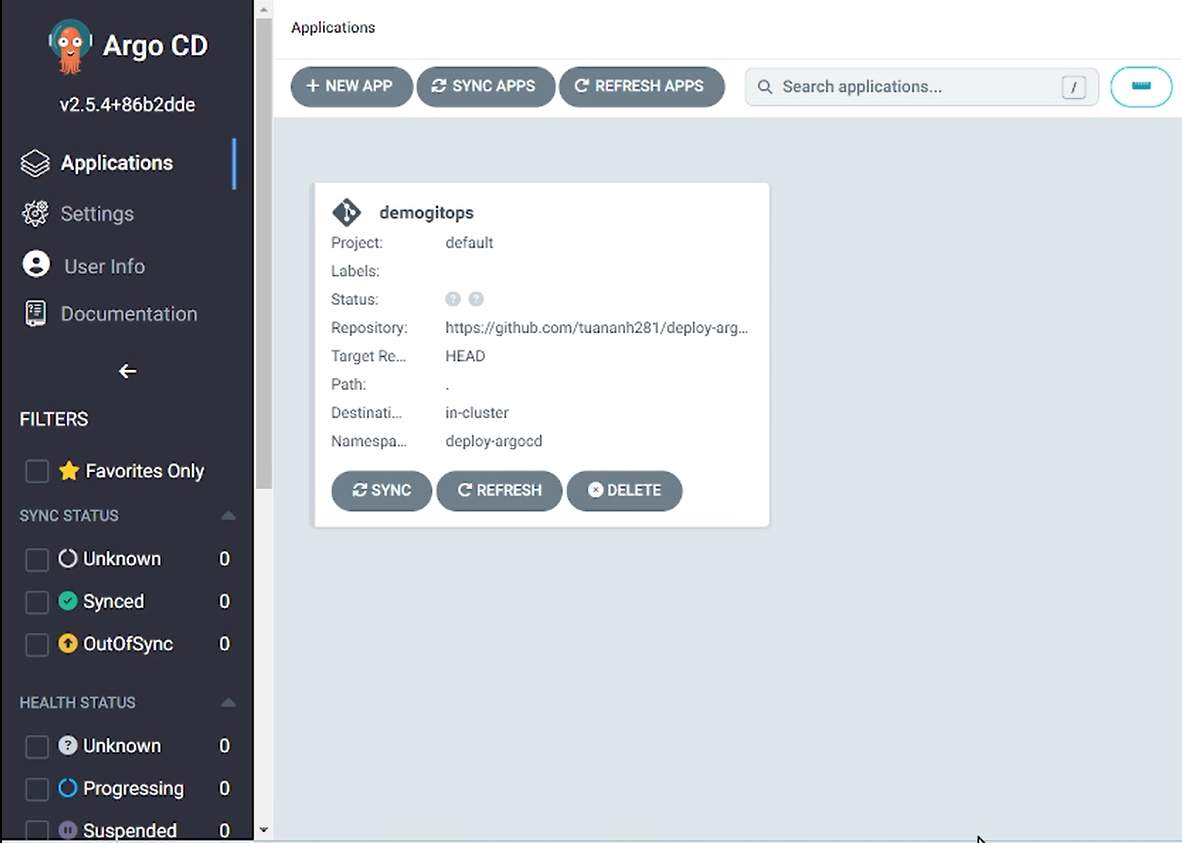 Argo CD
v2.5.4+86b2dde
Applications
Settings
User Info
Documentation
FILTERS
Favorites Only
SYNC STATUS
Unknown 0
Synced 0
OutOfSync 0
HEALTH STATUS
Unknown 0
Progressing 0
Suspended 0
Applications
+ NEW APP SYNC APPS REFRESH APPS Search applications... /
demogitops
Project: default
Labels:
Status: ? ?
Repository: https://github.com/tuananh281/deploy-arg...
Target Re... HEAD
Path: .
Destinati... in-cluster
Namespa... deploy-argocd
SYNC REFRESH DELETE